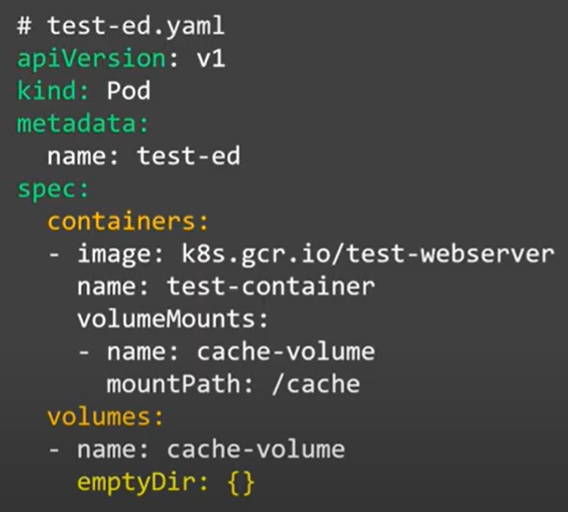 # test-ed.yaml
apiVersion: v1
kind: Pod
metadata:
  name: test-ed
spec:
  containers:
  - image: k8s.gcr.io/test-webserver
    name: test-container
    volumeMounts:
    - name: cache-volume
      mountPath: /cache
  volumes:
  - name: cache-volume
    emptyDir: {}